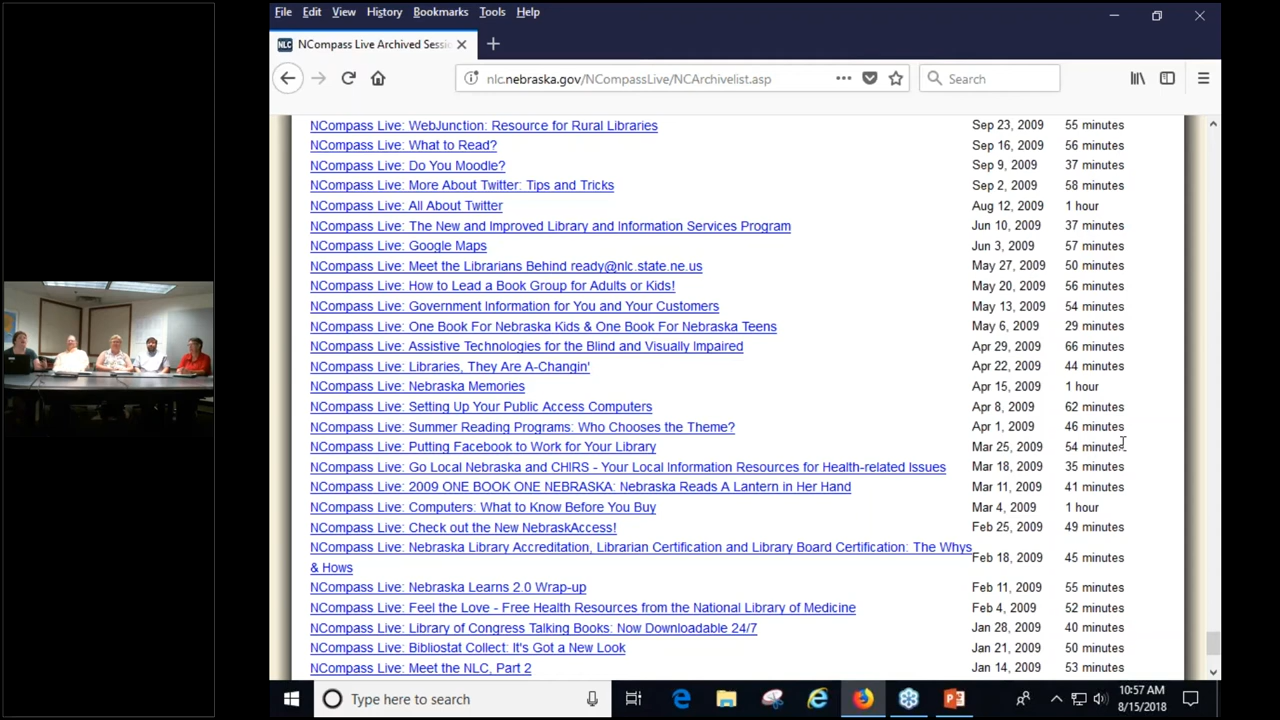 File Edit View History Bookmarks Tools Help
NLC NCompass Live Archived Sessi
nlc.nebraska.gov/NCompassLive/NCArchivelist.asp Search
NCompass Live: WebJunction: Resource for Rural Libraries Sep 23, 2009 55 minutes
NCompass Live: What to Read? Sep 16, 2009 56 minutes
NCompass Live: Do You Moodle? Sep 9, 2009 37 minutes
NCompass Live: More About Twitter: Tips and Tricks Sep 2, 2009 58 minutes
NCompass Live: All About Twitter Aug 12, 2009 1 hour
NCompass Live: The New and Improved Library and Information Services Program Jun 10, 2009 37 minutes
NCompass Live: Google Maps Jun 3, 2009 57 minutes
NCompass Live: Meet the Librarians Behind ready@nlc.state.ne.us May 27, 2009 50 minutes
NCompass Live: How to Lead a Book Group for Adults or Kids! May 20, 2009 56 minutes
NCompass Live: Government Information for You and Your Customers May 13, 2009 54 minutes
NCompass Live: One Book For Nebraska Kids & One Book For Nebraska Teens May 6, 2009 29 minutes
NCompass Live: Assistive Technologies for the Blind and Visually Impaired Apr 29, 2009 66 minutes
NCompass Live: Libraries, They Are A-Changin' Apr 22, 2009 44 minutes
NCompass Live: Nebraska Memories Apr 15, 2009 1 hour
NCompass Live: Setting Up Your Public Access Computers Apr 8, 2009 62 minutes
NCompass Live: Summer Reading Programs: Who Chooses the Theme? Apr 1, 2009 46 minutes
NCompass Live: Putting Facebook to Work for Your Library Mar 25, 2009 54 minutes
NCompass Live: Go Local Nebraska and CHIRS - Your Local Information Resources for Health-related Issues Mar 18, 2009 35 minutes
NCompass Live: 2009 ONE BOOK ONE NEBRASKA: Nebraska Reads A Lantern in Her Hand Mar 11, 2009 41 minutes
NCompass Live: Computers: What to Know Before You Buy Mar 4, 2009 1 hour
NCompass Live: Check out the New NebraskAccess! Feb 25, 2009 49 minutes
NCompass Live: Nebraska Library Accreditation, Librarian Certification and Library Board Certification: The Whys
& Hows Feb 18, 2009 45 minutes
NCompass Live: Nebraska Learns 2.0 Wrap-up Feb 11, 2009 55 minutes
NCompass Live: Feel the Love - Free Health Resources from the National Library of Medicine Feb 4, 2009 52 minutes
NCompass Live: Library of Congress Talking Books: Now Downloadable 24/7 Jan 28, 2009 40 minutes
NCompass Live: Bibliostat Collect: It's Got a New Look Jan 21, 2009 50 minutes
NCompass Live: Meet the NLC, Part 2 Jan 14, 2009 53 minutes
Type here to search 10:57 AM
8/15/2018